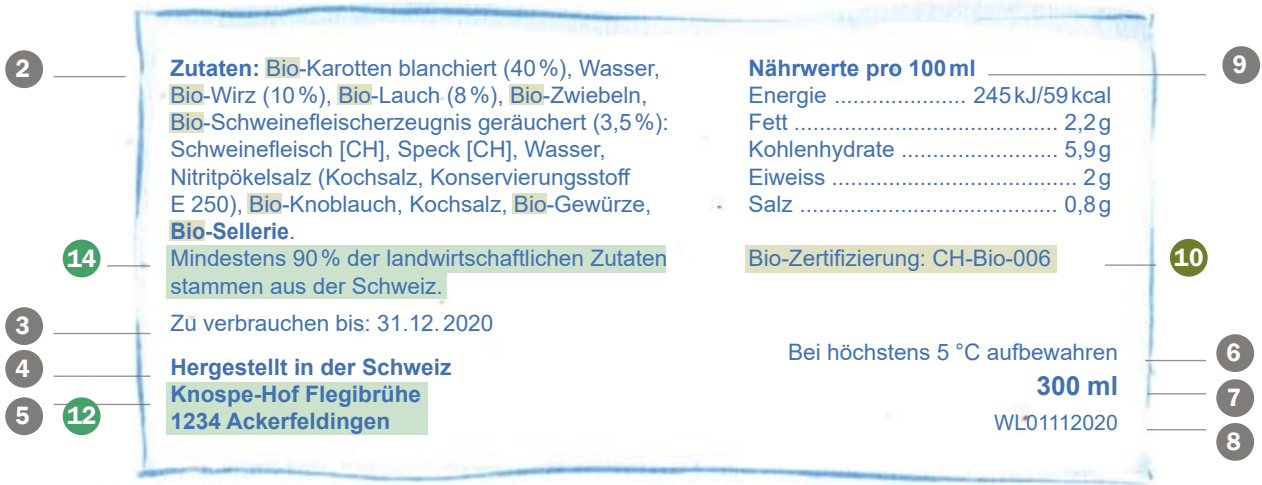 2
Zutaten: Bio-Karotten blanchiert (40 %), Wasser,
Bio-Wirz (10 %), Bio-Lauch (8 %), Bio-Zwiebeln,
Bio-Schweinefleischerzeugnis geräuchert (3,5 %):
Schweinefleisch [CH], Speck [CH], Wasser,
Nitritpökelsalz (Kochsalz, Konservierungsstoff
E 250), Bio-Knoblauch, Kochsalz, Bio-Gewürze,
Bio-Sellerie.
14
Mindestens 90 % der landwirtschaftlichen Zutaten
stammen aus der Schweiz.
3
Zu verbrauchen bis: 31.12. 2020
4
Hergestellt in der Schweiz
5 12
Knospe-Hof Flegibrühe
1234 Ackerfeldingen
Nährwerte pro 100 ml
9
Energie ..................... 245 kJ/59 kcal
Fett .......................................... 2,2 g
Kohlenhydrate ......................... 5,9 g
Eiweiss ....................................... 2 g
Salz ......................................... 0,8 g
Bio-Zertifizierung: CH-Bio-006
10
Bei höchstens 5 °C aufbewahren
6
300 ml
7
WL01112020
8